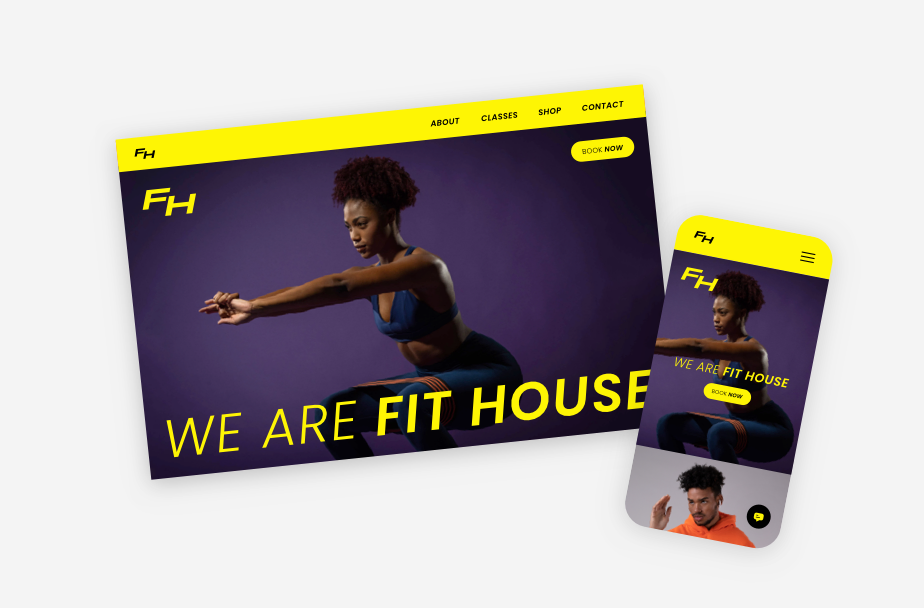 FH
ABOUT CLASSES SHOP CONTACT
BOOK NOW
FH
WE ARE FIT HOUSE
FH
FH
WE ARE FIT HOUSE
BOOK NOW